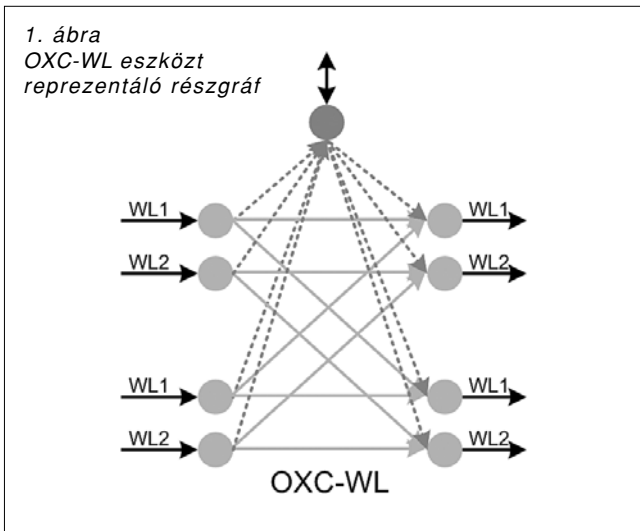 1. ábra
OXC-WL eszközt
reprezentáló részgráf
WL1 WL1
WL2 WL2
WL1 WL1
WL2 WL2
OXC-WL